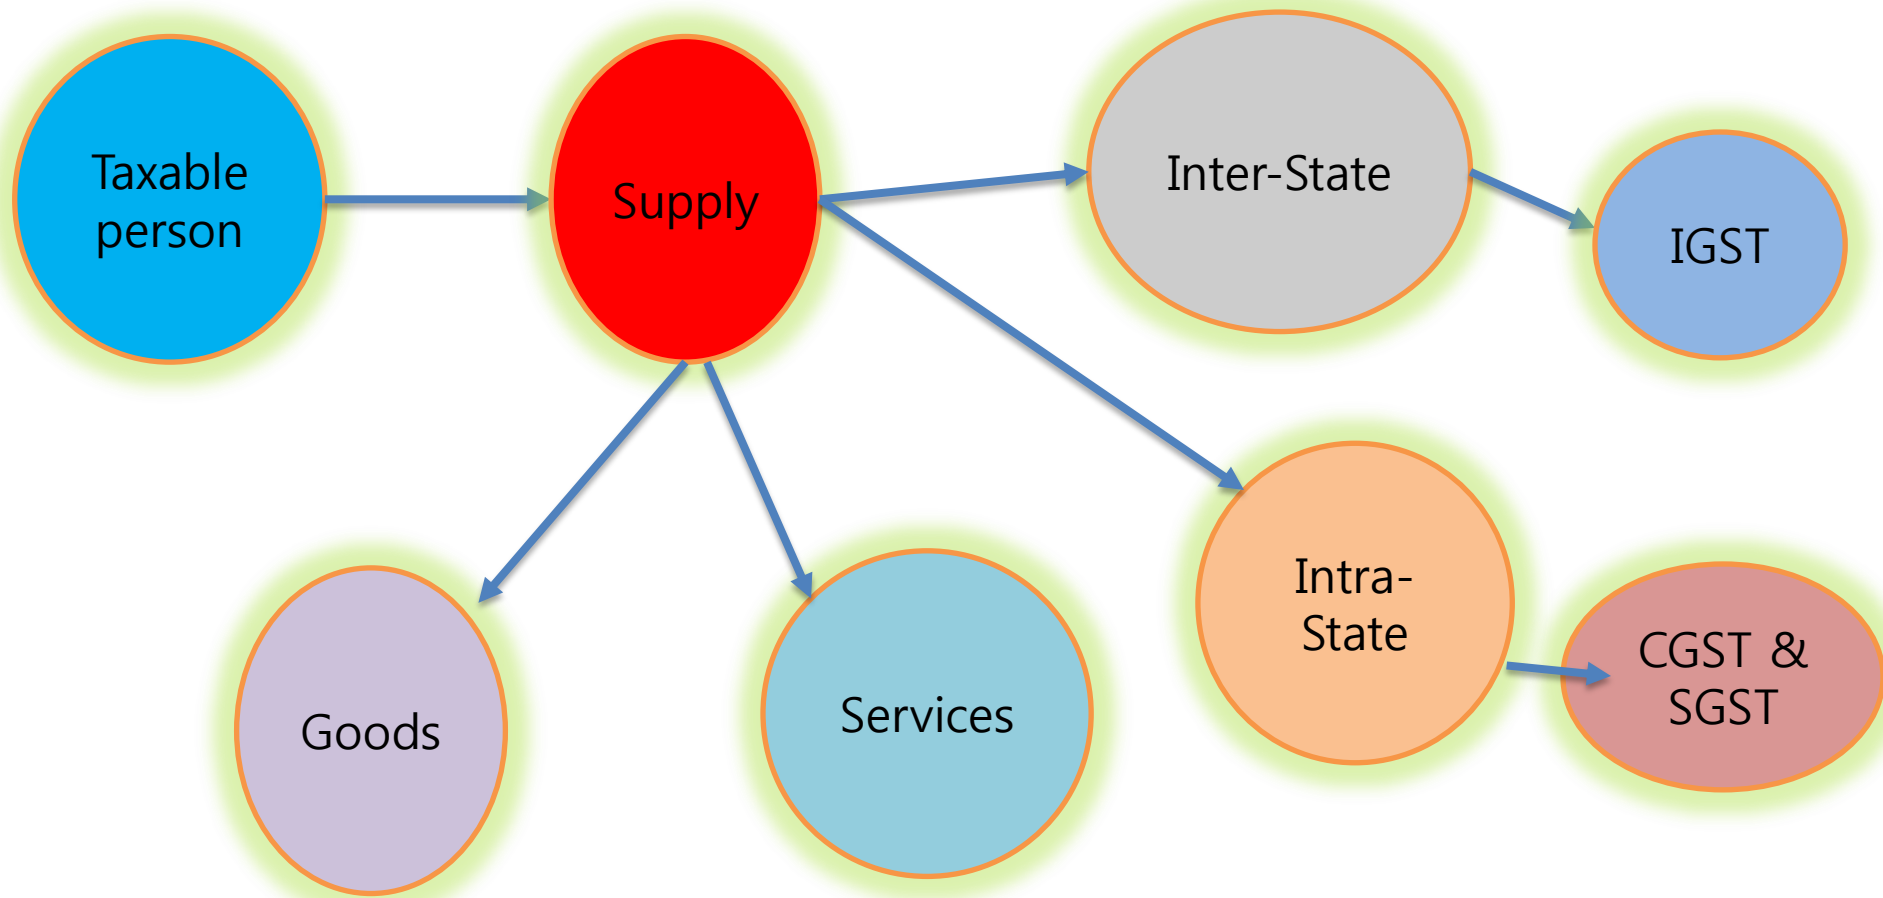 Taxable
person
Supply
Inter-State
IGST
Intra-
State
CGST &
SGST
Goods
Services